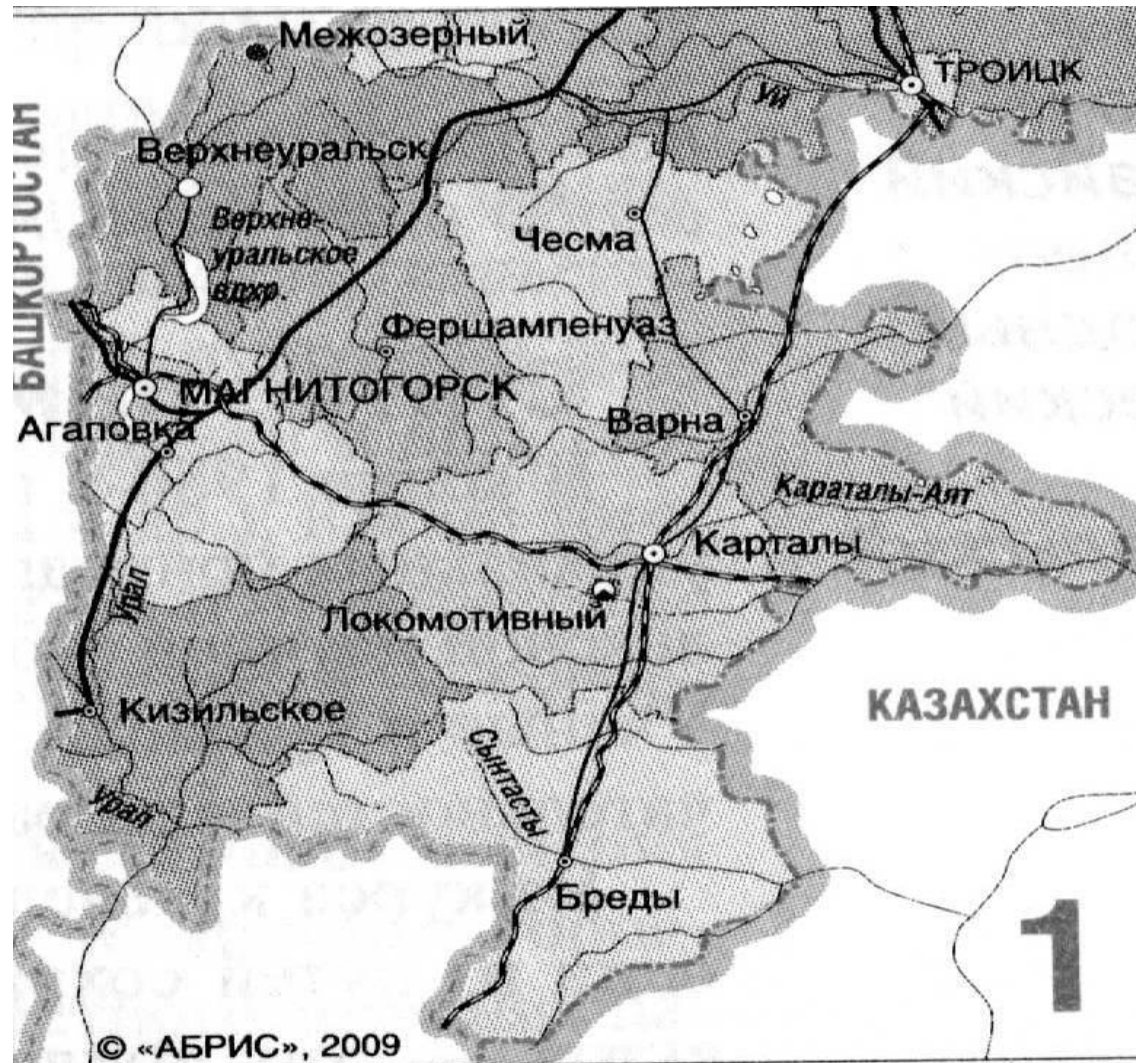 Межозерный
ТРОИЦК
Уй
БАШКОРТОСТАН
Верхнеуральск
Верхне-
уральское
вдхр.
Чесма
Фершампенуаз
МАГНИТОГОРСК
Агаповка
Варна
Караталы-Аят
Карталы
Урал
Локомотивный
КАЗАХСТАН
Кизильское
Сынтасты
Урал
Бреды
1
© «АБРИС», 2009